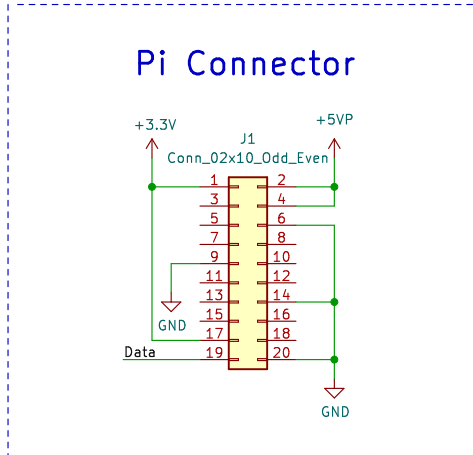 Pi Connector
+3.3V
+5VP
J1
Conn_02x10_Odd_Even
1 2
3 4
5 6
7 8
9 10
11 12
13 14
15 16
17 18
19 20
GND
Data
GND